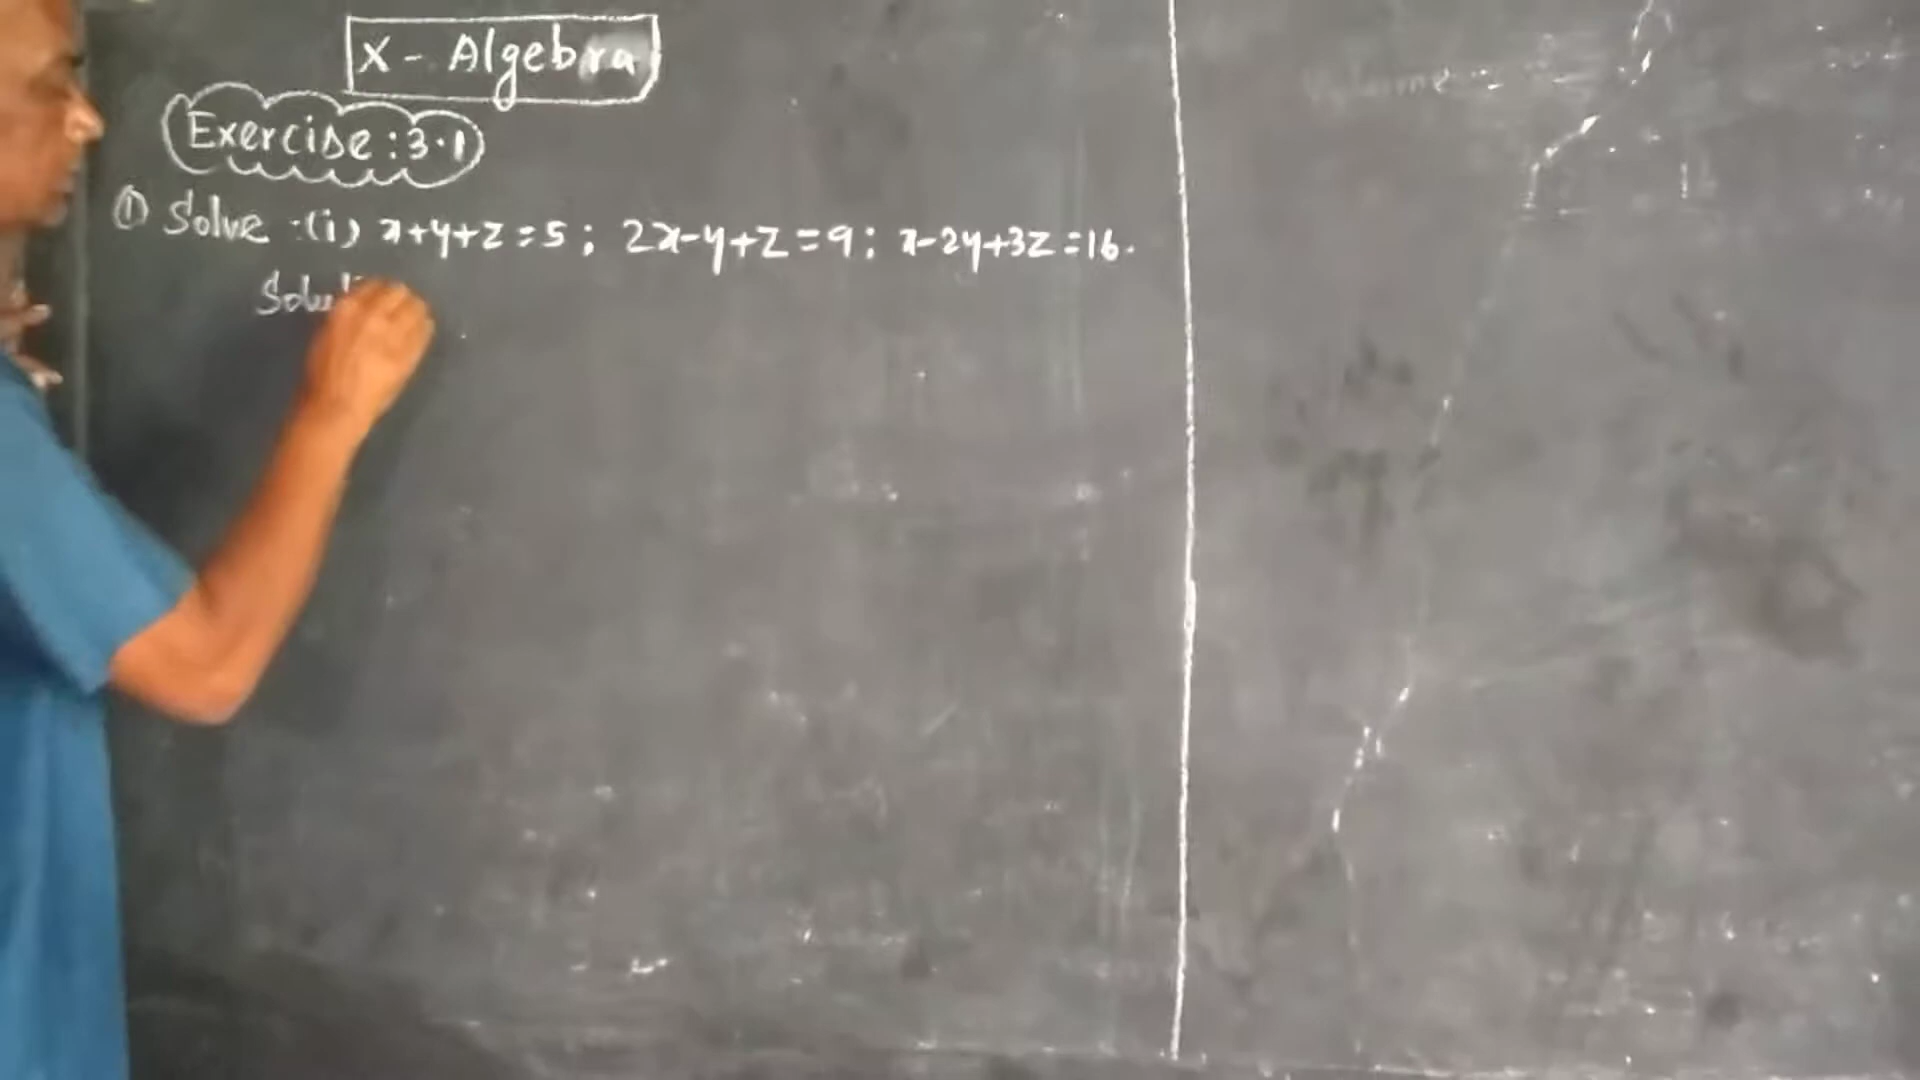 X - Algebra
Exercise : 3.1
① Solve :- (i) x+y+z=5 ; 2x-y+z=9 ; x-2y+3z=16.